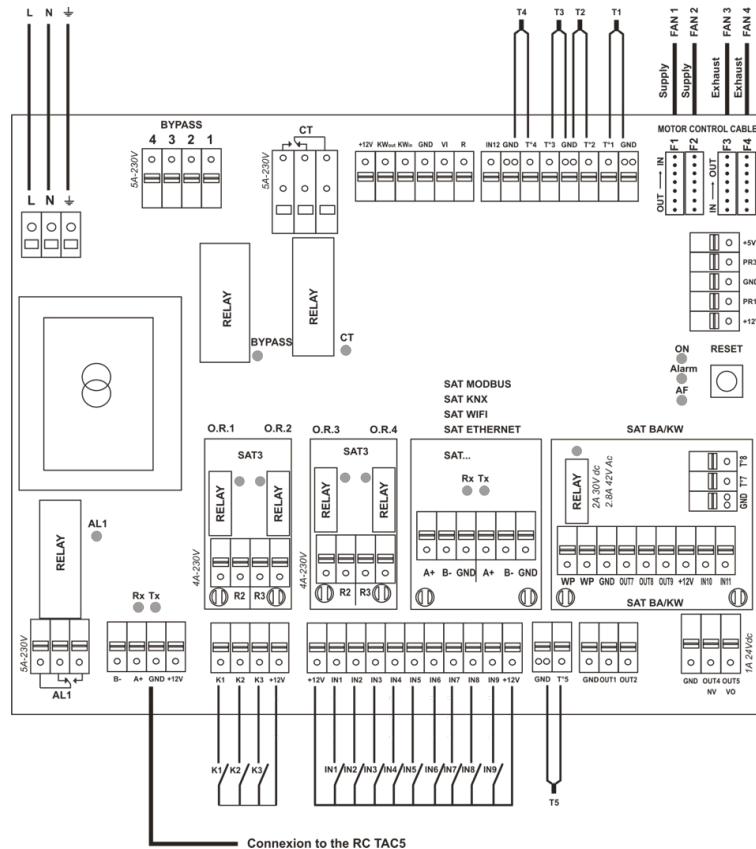 L N ⏚
T4 T3 T2 T1
Supply FAN 1
Supply FAN 2
Exhaust FAN 3
Exhaust FAN 4
BYPASS
4 3 2 1
5A-230V
CT
5A-230V
+12V KWout KWin GND VI R
IN12 GND T°4 T°3 GND T°2 T°1 GND
MOTOR CONTROL CABLE
F1 F2 F3 F4
OUT → IN
IN → OUT
L N ⏚
+5V
PR3
GND
PR1
+12V
RELAY
BYPASS
RELAY
CT
ON
Alarm
AF
RESET
SAT MODBUS
SAT KNX
SAT WIFI
SAT ETHERNET
O.R.1 O.R.2
SAT3
RELAY RELAY
4A-230V
R2 R3
O.R.3 O.R.4
SAT3
RELAY RELAY
4A-230V
R2 R3
SAT...
Rx Tx
A+ B- GND A+ B- GND
SAT BA/KW
RELAY
2A 30V dc
2.8A 42V Ac
T°8
T°7
GND
WP WP GND OUT7 OUT8 OUT9 +12V IN10 IN11
SAT BA/KW
RELAY
AL1
Rx Tx
5A-230V
AL1
B- A+ GND +12V
K1 K2 K3 +12V
+12V IN1 IN2 IN3 IN4 IN5 IN6 IN7 IN8 IN9 +12V
GND T°5
GND OUT1 OUT2
GND OUT4 OUT5
NV VO
1A 24Vdc
K1 K2 K3
IN1 IN2 IN3 IN4 IN5 IN6 IN7 IN8 IN9
T5
Connexion to the RC TAC5